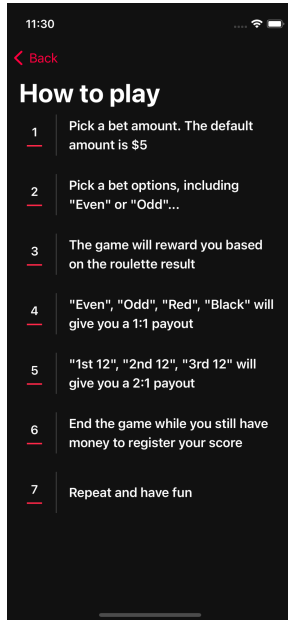 11:30
Back
How to play
1
Pick a bet amount. The default
amount is $5
2
Pick a bet options, including
"Even" or "Odd"...
3
The game will reward you based
on the roulette result
4
"Even", "Odd", "Red", "Black" will
give you a 1:1 payout
5
"1st 12", "2nd 12", "3rd 12" will
give you a 2:1 payout
6
End the game while you still have
money to register your score
7
Repeat and have fun